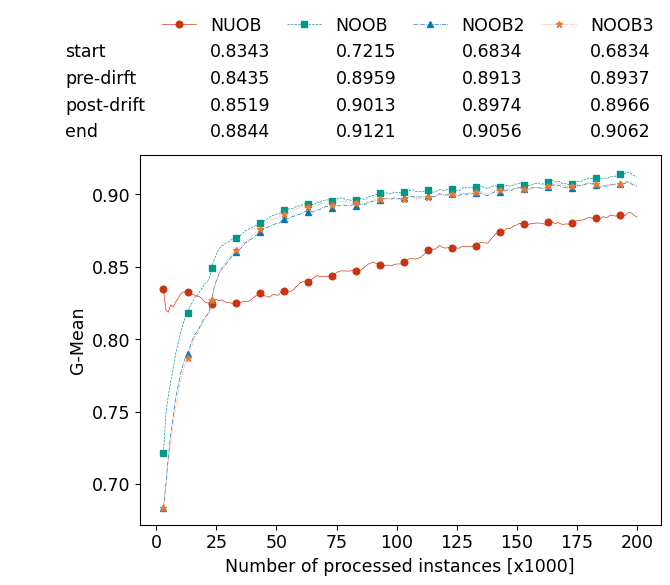 NUOB NOOB NOOB2 NOOB3
start 0.8343 0.7215 0.6834 0.6834
pre-dirft 0.8435 0.8959 0.8913 0.8937
post-drift 0.8519 0.9013 0.8974 0.8966
end 0.8844 0.9121 0.9056 0.9062
G-Mean
0.90
0.85
0.80
0.75
0.70
0 25 50 75 100 125 150 175 200
Number of processed instances [x1000]